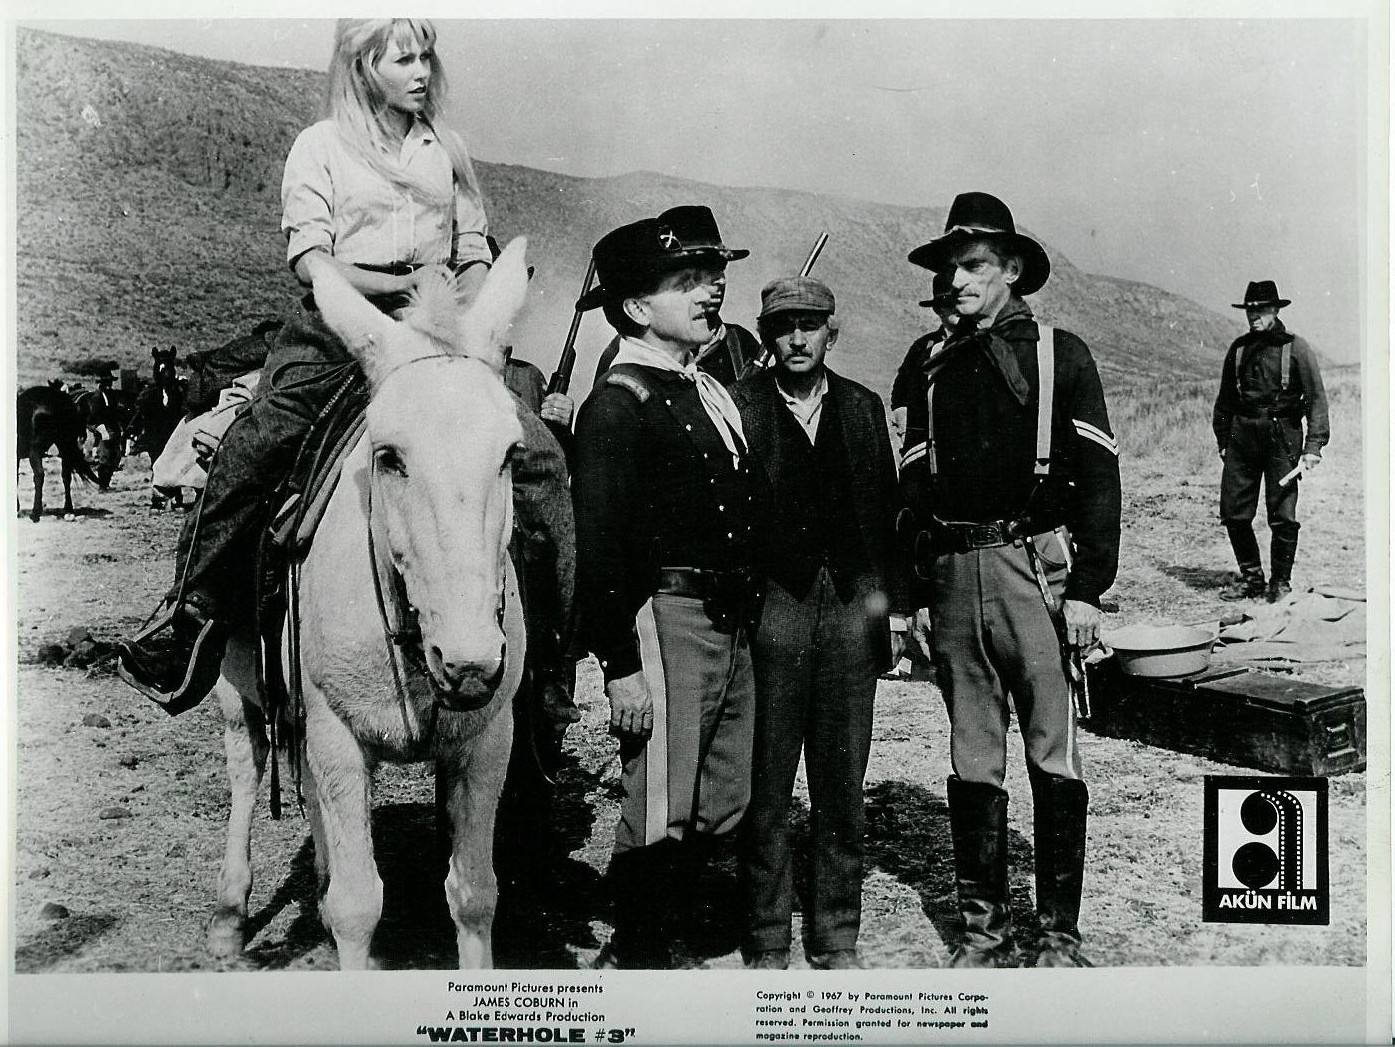 AKÜN FİLM
Paramount Pictures presents
JAMES COBURN in
A Blake Edwards Production
"WATERHOLE #3"
Copyright © 1967 by Paramount Pictures Corpo-
ration and Geoffrey Productions, Inc. All rights
reserved. Permission granted for newspaper and
magazine reproduction.